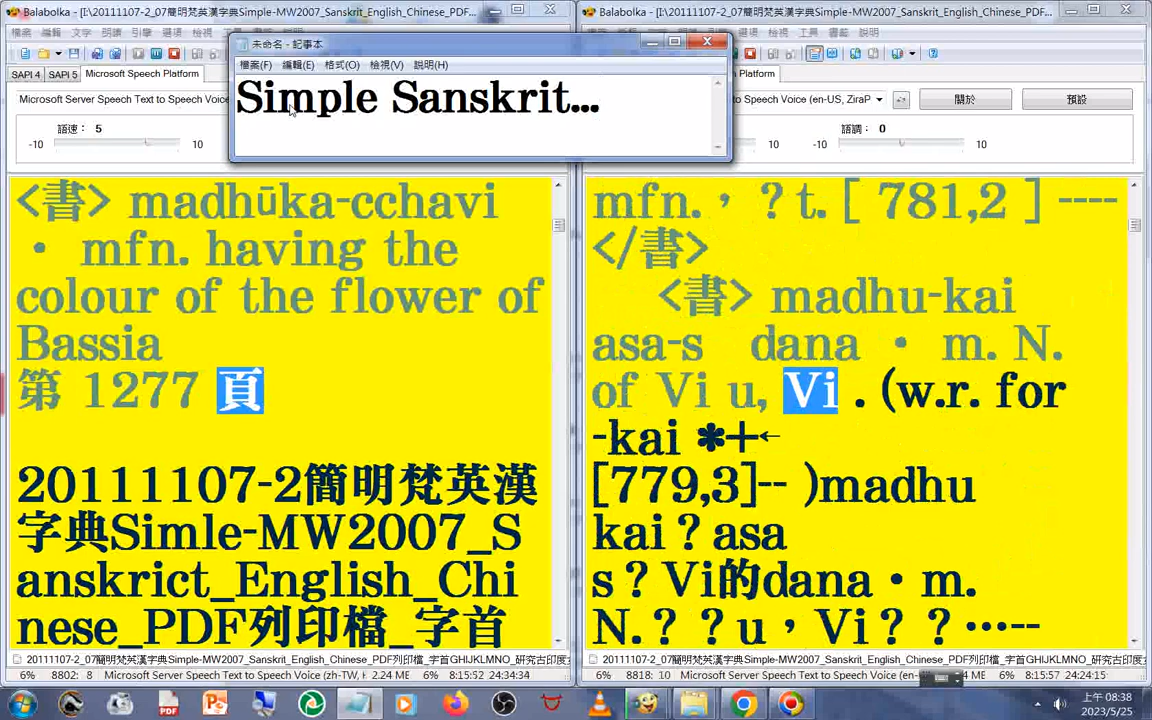 Balabolka - [I:\20111107-2_07簡明梵英漢字典Simple-MW2007_Sanskrit_English_Chinese_PDF...
Balabolka - [I:\20111107-2_07簡明梵英漢字典Simple-MW2007_Sanskrit_English_Chinese_PDF...
未命名 - 記事本
檔案(F) 編輯(E) 格式(O) 檢視(V) 說明(H)
Simple Sanskrit...
SAPI 4 SAPI 5 Microsoft Speech Platform
Platform
Microsoft Server Speech Text to Speech Voice
Speech Voice (en-US, ZiraP
關於
預設
語速: 5
語調: 0
-10 10
10 -10 10
<書> madhūka-cchavi
• mfn. having the
colour of the flower of
Bassia
第 1277 頁
20111107-2簡明梵英漢
字典Simle-MW2007_S
anskrict_English_Chi
nese_PDF列印檔_字首
mfn.，？t. [ 781,2 ] ----
</書>
<書> madhu-kai
asa-s dana • m. N.
of Vi u, Vi . (w.r. for
-kai ✽+←
[779,3]-- )madhu
kai？asa
s？Vi的dana•m.
N.？？u，Vi？？…--
20111107-2_07簡明梵英漢字典Simple-MW2007_Sanskrit_English_Chinese_PDF列印檔_字首GHIJKLMNO_研究古印度
20111107-2_07簡明梵英漢字典Simple-MW2007_Sanskrit_English_Chinese_PDF列印檔_字首GHIJKLMNO_研究古印度
6% 8802: 8 Microsoft Server Speech Text to Speech Voice (zh-TW, 2.24 ME 6% 8:15:52 24:34:34
6% 8818: 10 Microsoft Server Speech Text to Speech Voice (en- ME 6% 8:15:57 24:24:15
上午 08:38
2023/5/25